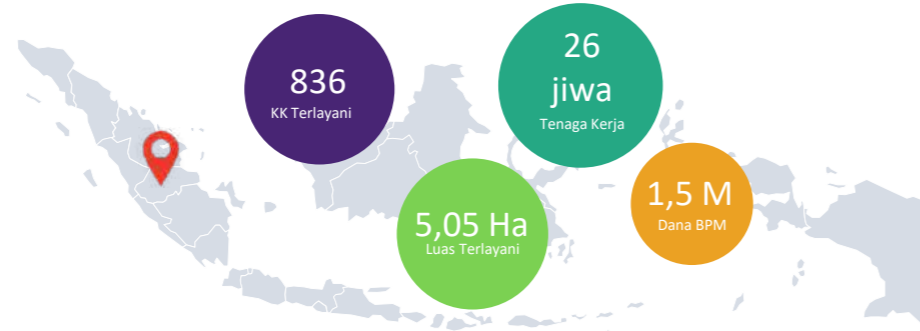 836
KK Terlayani
26
jiwa
Tenaga Kerja
5,05 Ha
Luas Terlayani
1,5 M
Dana BPM